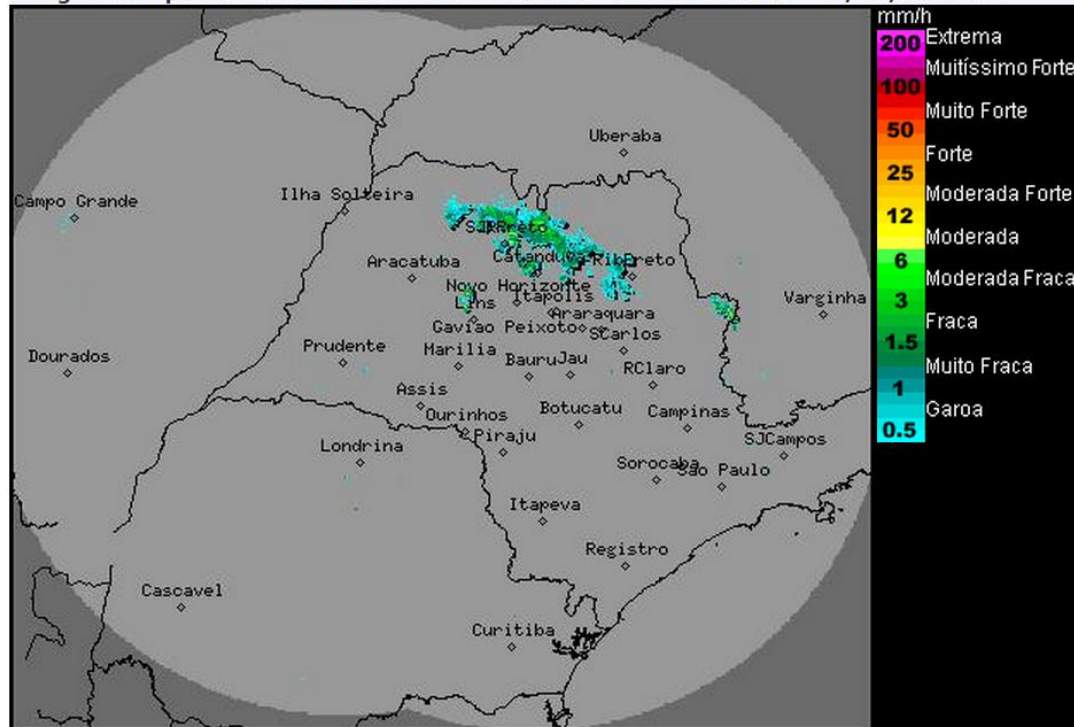 mm/h
200 Extrema
Muitíssimo Forte
100
Muito Forte
50
Forte
25
Moderada Forte
12
Moderada
6
Moderada Fraca
3
Fraca
1.5
Muito Fraca
1
Garoa
0.5
Uberaba
Campo Grande
Ilha Solteira
Aracatuba
RibPreto
Novo Horizonte
Itapolis
Lins
Araraquara
Varginha
Gaviao Peixoto
SCarlos
Dourados
Prudente
Marilia
Bauru
Jau
RClaro
Assis
Ourinhos
Botucatu
Campinas
Piraju
Londrina
SJCampos
Sorocaba
Sao Paulo
Itapeva
Registro
Cascavel
Curitiba